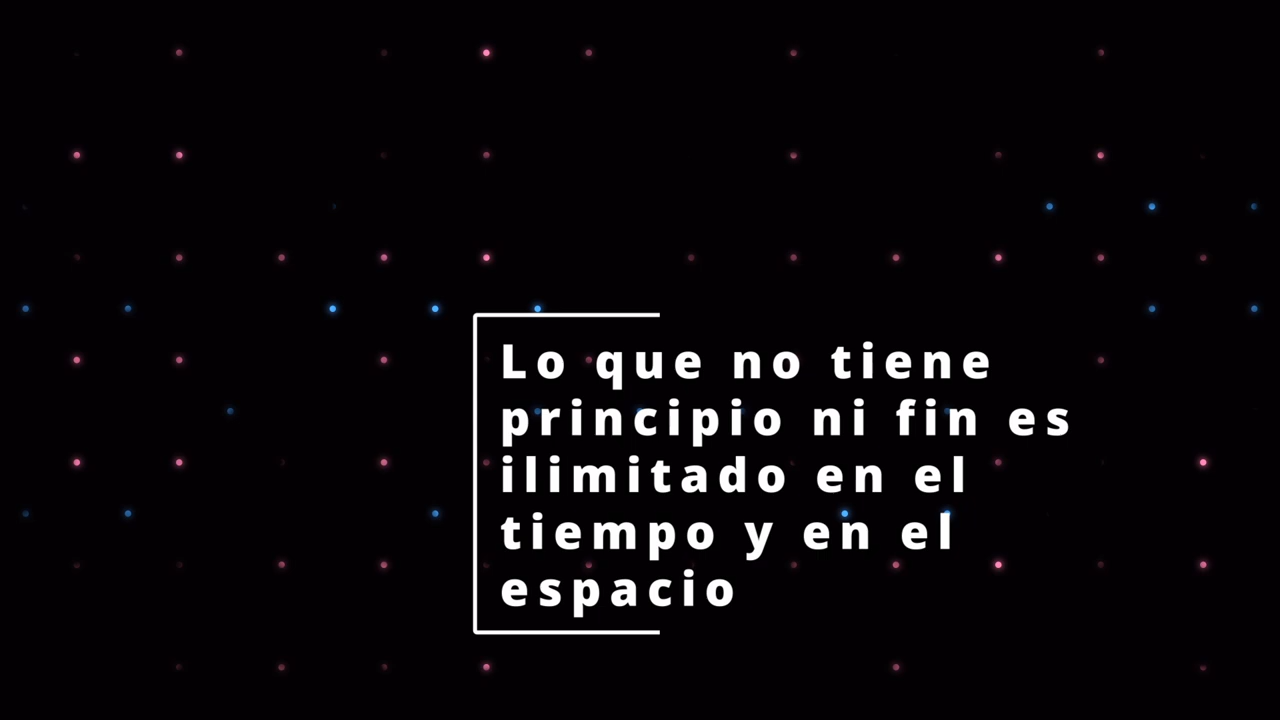 Lo que no tiene
principio ni fin es
ilimitado en el
tiempo y en el
espacio